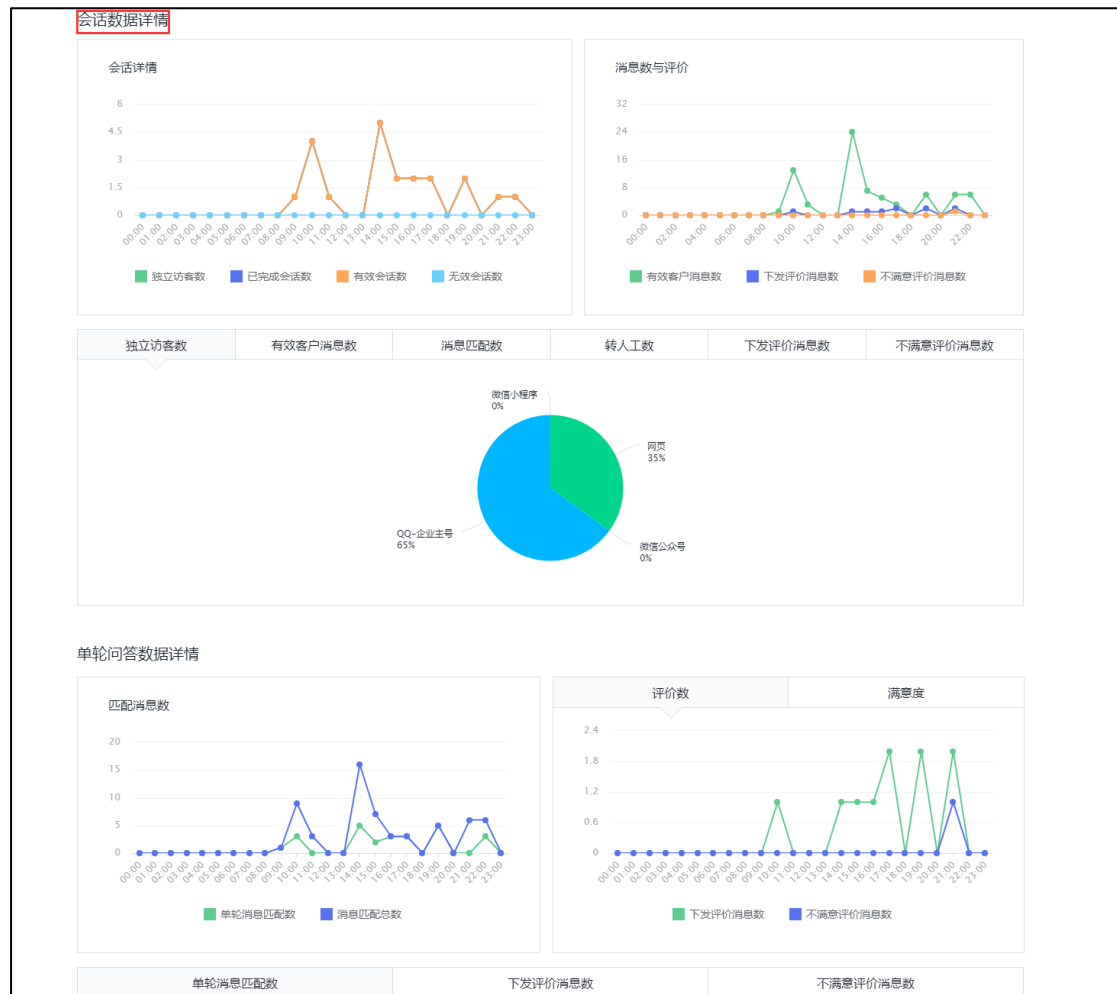 会话数据详情
会话详情
6
4.5
3
1.5
0
00:00 01:00 02:00 03:00 04:00 05:00 06:00 07:00 08:00 09:00 10:00 11:00 12:00 13:00 14:00 15:00 16:00 17:00 18:00 19:00 20:00 21:00 22:00 23:00
独立访客数 已完成会话数 有效会话数 无效会话数
消息数与评价
32
24
16
8
0
00:00 02:00 04:00 06:00 08:00 10:00 12:00 14:00 16:00 18:00 20:00 22:00
有效客户消息数 下发评价消息数 不满意评价消息数
独立访客数 有效客户消息数 消息匹配数 转人工数 下发评价消息数 不满意评价消息数
微信小程序
0%
网页
35%
QQ-企业主号
65%
微信公众号
0%
单轮问答数据详情
匹配消息数
20
15
10
5
0
00:00 01:00 02:00 03:00 04:00 05:00 06:00 07:00 08:00 09:00 10:00 11:00 12:00 13:00 14:00 15:00 16:00 17:00 18:00 19:00 20:00 21:00 22:00 23:00
单轮消息匹配数 消息匹配总数
评价数 满意度
2.4
1.8
1.2
0.6
0
00:00 01:00 02:00 03:00 04:00 05:00 06:00 07:00 08:00 09:00 10:00 11:00 12:00 13:00 14:00 15:00 16:00 17:00 18:00 19:00 20:00 21:00 22:00 23:00
下发评价消息数 不满意评价消息数
单轮消息匹配数 下发评价消息数 不满意评价消息数